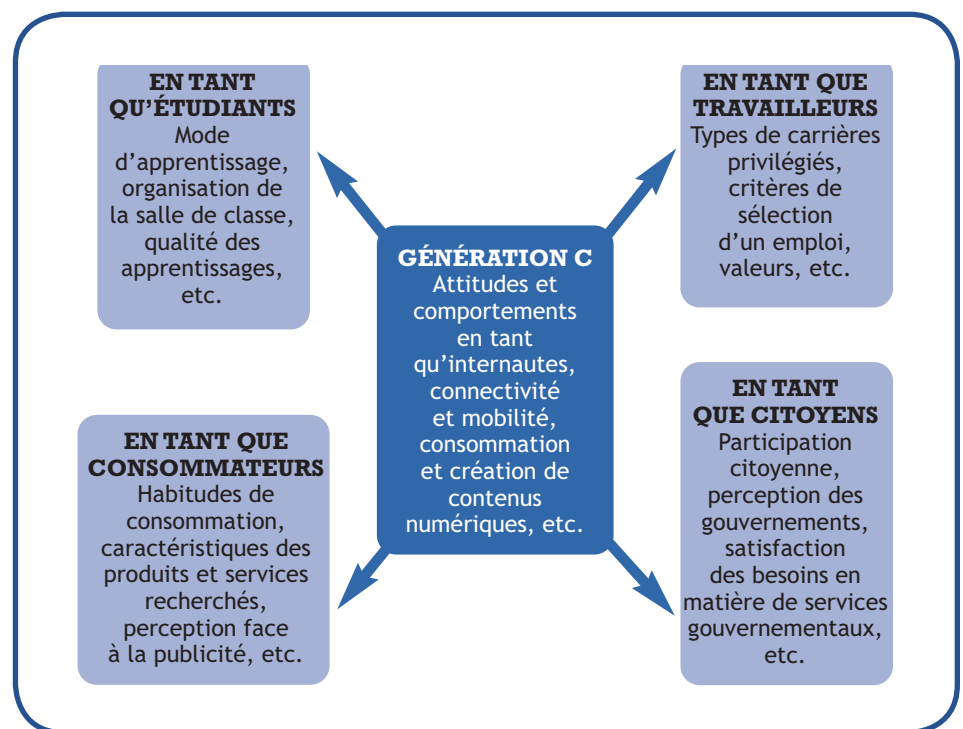 EN TANT
QU’ÉTUDIANTS
Mode
d’apprentissage,
organisation de
la salle de classe,
qualité des
apprentissages,
etc.
EN TANT QUE
TRAVAILLEURS
Types de carrières
privilégiés,
critères de
sélection
d’un emploi,
valeurs, etc.
GÉNÉRATION C
Attitudes et
comportements
en tant
qu’internautes,
connectivité
et mobilité,
consommation
et création de
contenus
numériques, etc.
EN TANT QUE
CONSOMMATEURS
Habitudes de
consommation,
caractéristiques des
produits et services
recherchés,
perception face
à la publicité, etc.
EN TANT
QUE CITOYENS
Participation
citoyenne,
perception des
gouvernements,
satisfaction
des besoins en
matière de services
gouvernementaux,
etc.